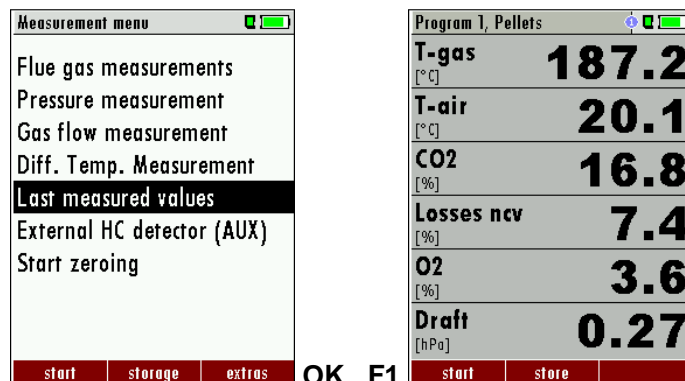 Measurement menu
Flue gas measurements
Pressure measurement
Gas flow measurement
Diff. Temp. Measurement
Last measured values
External HC detector (AUX)
Start zeroing
start storage extras
OK F1
Program 1, Pellets 1
T-gas 187.2
[°C]
T-air 20.1
[°C]
CO2 16.8
[%]
Losses ncv 7.4
[%]
O2 3.6
[%]
Draft 0.27
[hPa]
start store